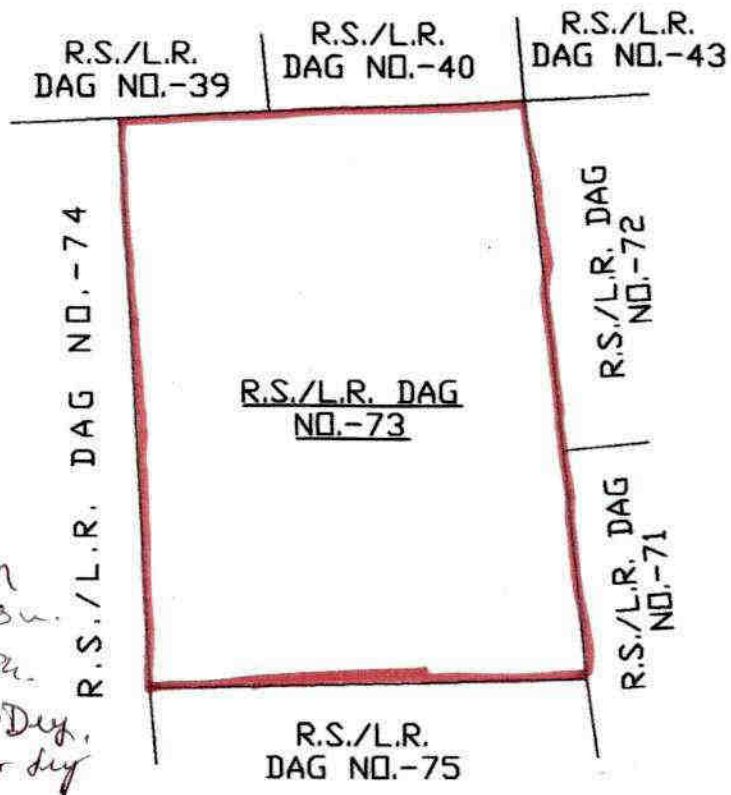 R.S./L.R.
DAG NO.-39
R.S./L.R.
DAG NO.-40
R.S./L.R.
DAG NO.-43
R.S./L.R. DAG NO.-74
R.S./L.R. DAG
NO.-73
R.S./L.R. DAG
NO.-72
R.S./L.R. DAG
NO.-71
Dey.
R.S./L.R.
DAG NO.-75